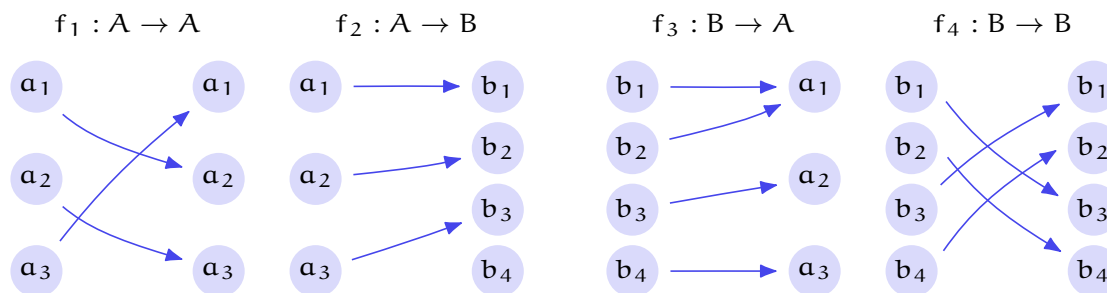 f₁ : A → A f₂ : A → B f₃ : B → A f₄ : B → B
a₁ a₁ a₁ b₁ b₁ a₁ b₁ b₁
b₂ b₂ b₂ b₂
a₂ a₂ a₂ a₂
b₃ b₃ b₃ b₃
a₃ a₃ a₃ b₄ b₄ a₃ b₄ b₄